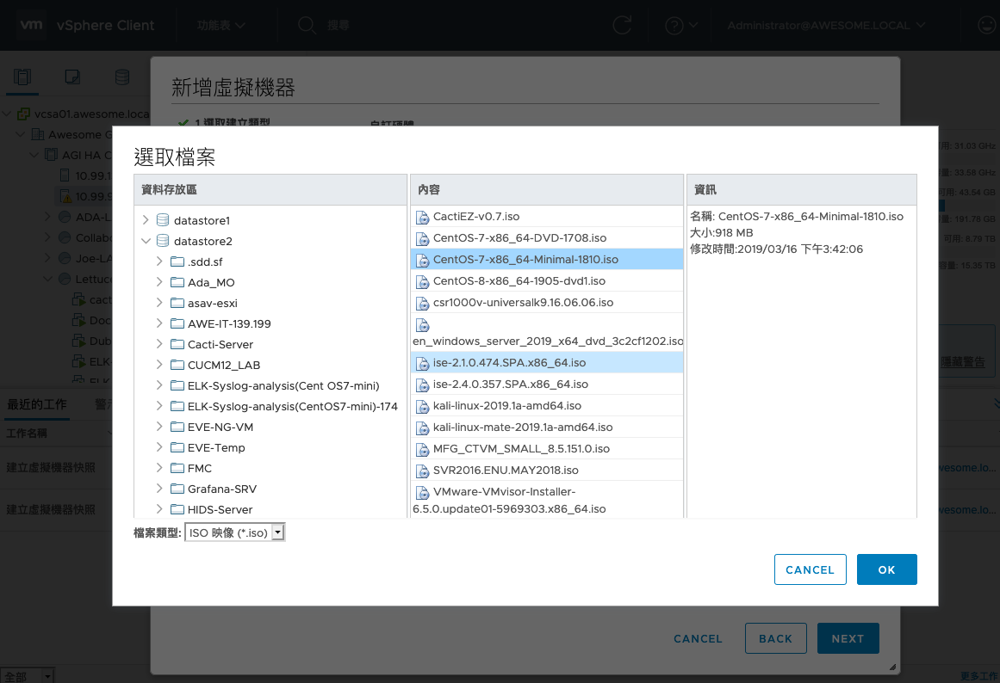 vm vSphere Client 功能表 搜尋 Administrator@AWESOME.LOCAL
新增虛擬機器
1 選取建立類型
自訂硬體
vcsa01.awesome.loca
Awesome G
AGI HA C
10.99.1
10.99.9
ADA-L
Collabo
Joe-LA
Lettuce
cact
Doc
Dub
ELK
ELK
用: 31.03 GHz
量: 33.58 GHz
可用: 43.54 GB
量: 191.78 GB
可用: 8.79 TB
容量: 15.35 TB
隱藏警告
選取檔案
資料存放區
datastore1
datastore2
.sdd.sf
Ada_MO
asav-esxi
AWE-IT-139.199
Cacti-Server
CUCM12_LAB
ELK-Syslog-analysis(Cent OS7-mini)
ELK-Syslog-analysis(CentOS7-mini)-174
EVE-NG-VM
EVE-Temp
FMC
Grafana-SRV
HIDS-Server
內容
CactiEZ-v0.7.iso
CentOS-7-x86_64-DVD-1708.iso
CentOS-7-x86_64-Minimal-1810.iso
CentOS-8-x86_64-1905-dvd1.iso
csr1000v-universalk9.16.06.06.iso
en_windows_server_2019_x64_dvd_3c2cf1202.iso
ise-2.1.0.474.SPA.x86_64.iso
ise-2.4.0.357.SPA.x86_64.iso
kali-linux-2019.1a-amd64.iso
kali-linux-mate-2019.1a-amd64.iso
MFG_CTVM_SMALL_8.5.151.0.iso
SVR2016.ENU.MAY2018.iso
VMware-VMvisor-Installer-
6.5.0.update01-5969303.x86_64.iso
資訊
名稱: CentOS-7-x86_64-Minimal-1810.iso
大小:918 MB
修改時間:2019/03/16 下午3:42:06
檔案類型: ISO 映像 (*.iso)
CANCEL OK
最近的工作 警示
工作名稱
建立虛擬機器快照
wesome.lo...
建立虛擬機器快照
wesome.lo...
CANCEL BACK NEXT
全部
更多工作